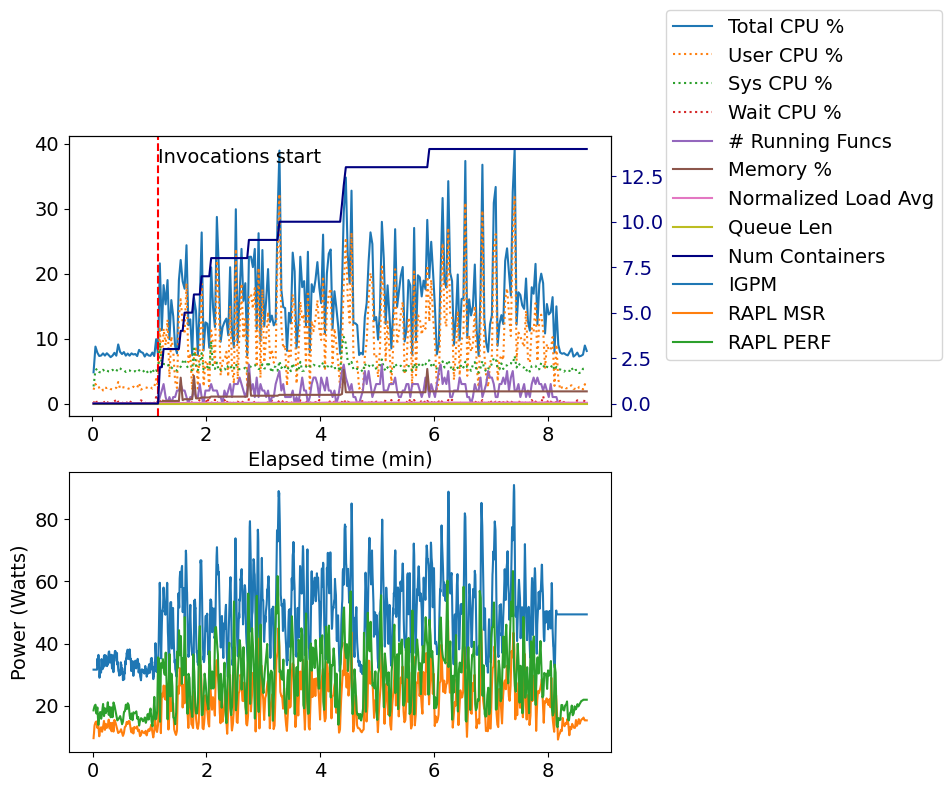 Total CPU %
User CPU %
Sys CPU %
Wait CPU %
# Running Funcs
Memory %
Normalized Load Avg
Queue Len
Num Containers
IGPM
RAPL MSR
RAPL PERF
Invocations start
40
30
20
10
0
12.5
10.0
7.5
5.0
2.5
0.0
0 2 4 6 8
Elapsed time (min)
Power (Watts)
80
60
40
20
0 2 4 6 8